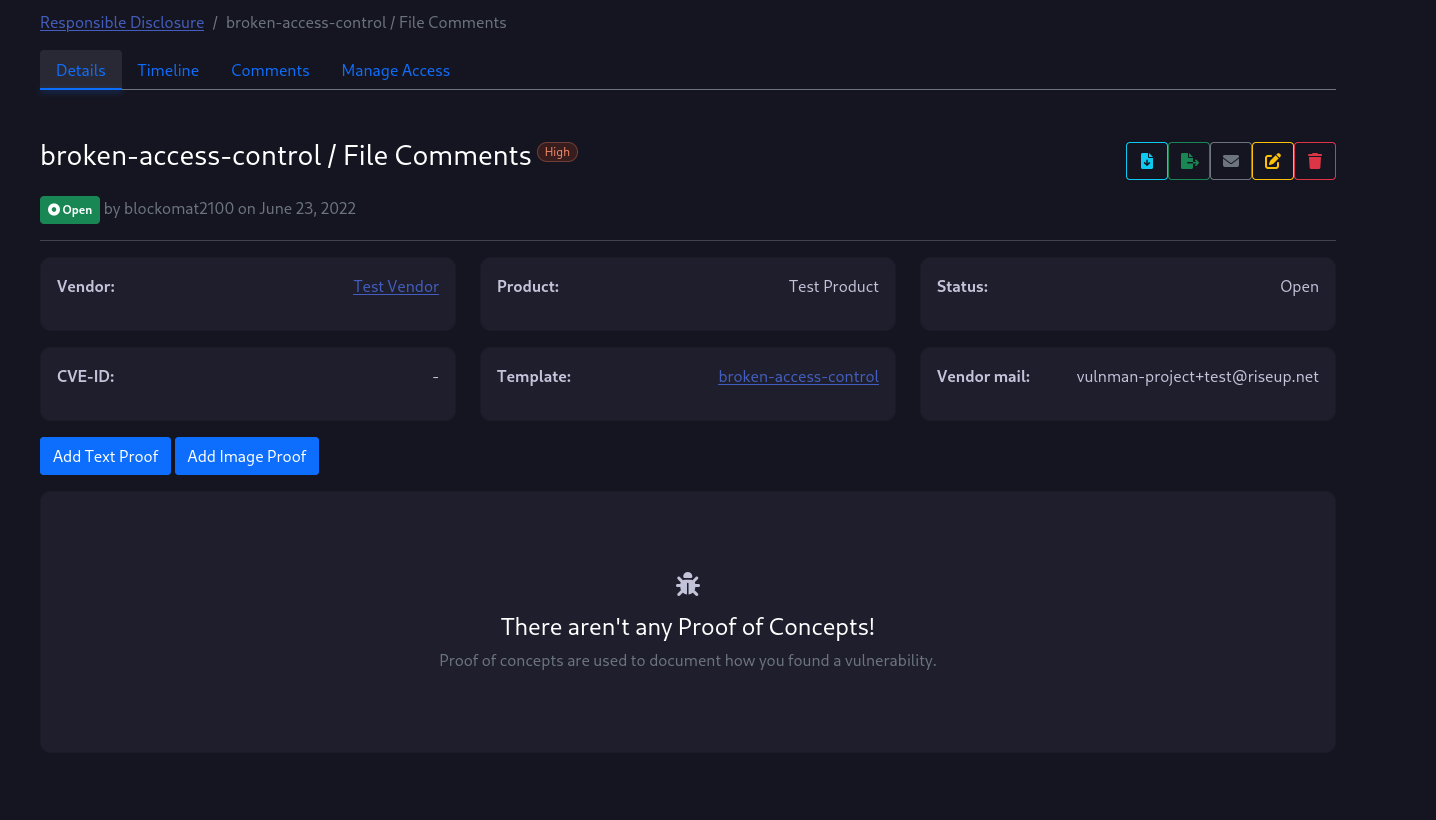 Responsible Disclosure / broken-access-control / File Comments
Details Timeline Comments Manage Access
broken-access-control / File Comments High
Open by blockomat2100 on June 23, 2022
Vendor: Test Vendor Product: Test Product Status: Open
CVE-ID: - Template: broken-access-control Vendor mail: vulnman-project+test@riseup.net
Add Text Proof Add Image Proof
There aren't any Proof of Concepts!
Proof of concepts are used to document how you found a vulnerability.